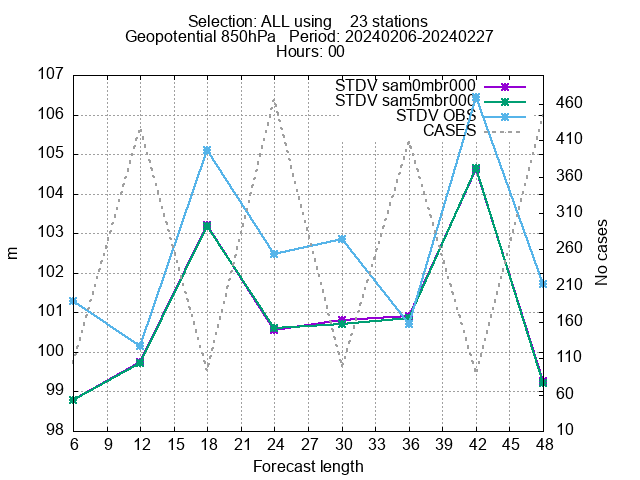 Selection: ALL using 23 stations
Geopotential 850hPa Period: 20240206-20240227
Hours: 00
STDV sam0mbr000
STDV sam5mbr000
STDV OBS
CASES
107
106
105
104
103
102
101
100
99
98
m
460
410
360
310
260
210
160
110
60
10
No cases
6 9 12 15 18 21 24 27 30 33 36 39 42 45 48
Forecast length